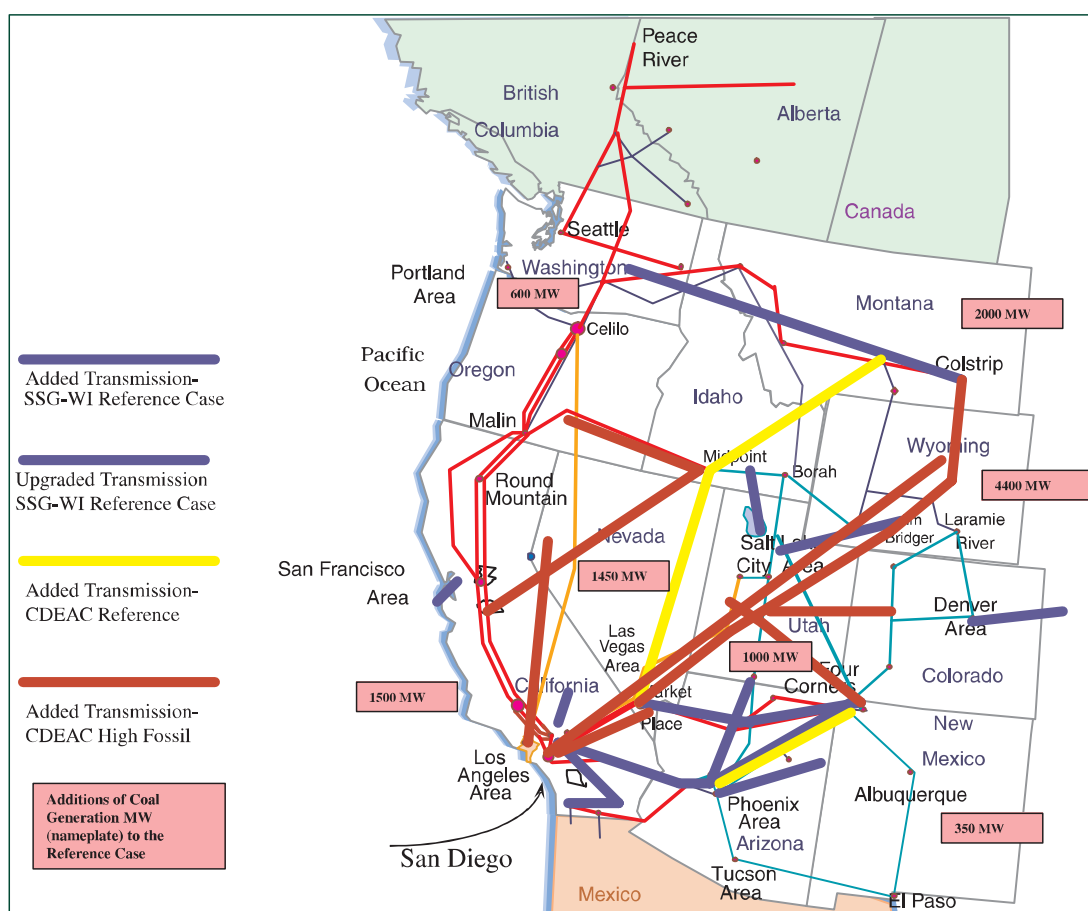 Peace
River
British
Columbia
Alberta
Canada
Seattle
Washington
Portland
Area
600 MW
Montana
2000 MW
Celilo
Pacific
Ocean
Oregon
Colstrip
Idaho
Malin
Wyoming
Midpoint
Borah
Round
Mountain
4400 MW
Laramie
River
Bridger
Nevada
Salt Lake
City Area
San Francisco
Area
1450 MW
Denver
Area
Utah
Las
Vegas
Area
1000 MW
Four
Corners
Colorado
California
1500 MW
Market
Place
New
Mexico
Los
Angeles
Area
Albuquerque
Phoenix
Area
350 MW
Arizona
San Diego
Tucson
Area
El Paso
Mexico
Added Transmission-
SSG-WI Reference Case
Upgraded Transmission
SSG-WI Reference Case
Added Transmission-
CDEAC Reference
Added Transmission-
CDEAC High Fossil
Additions of Coal
Generation MW
(nameplate) to the
Reference Case